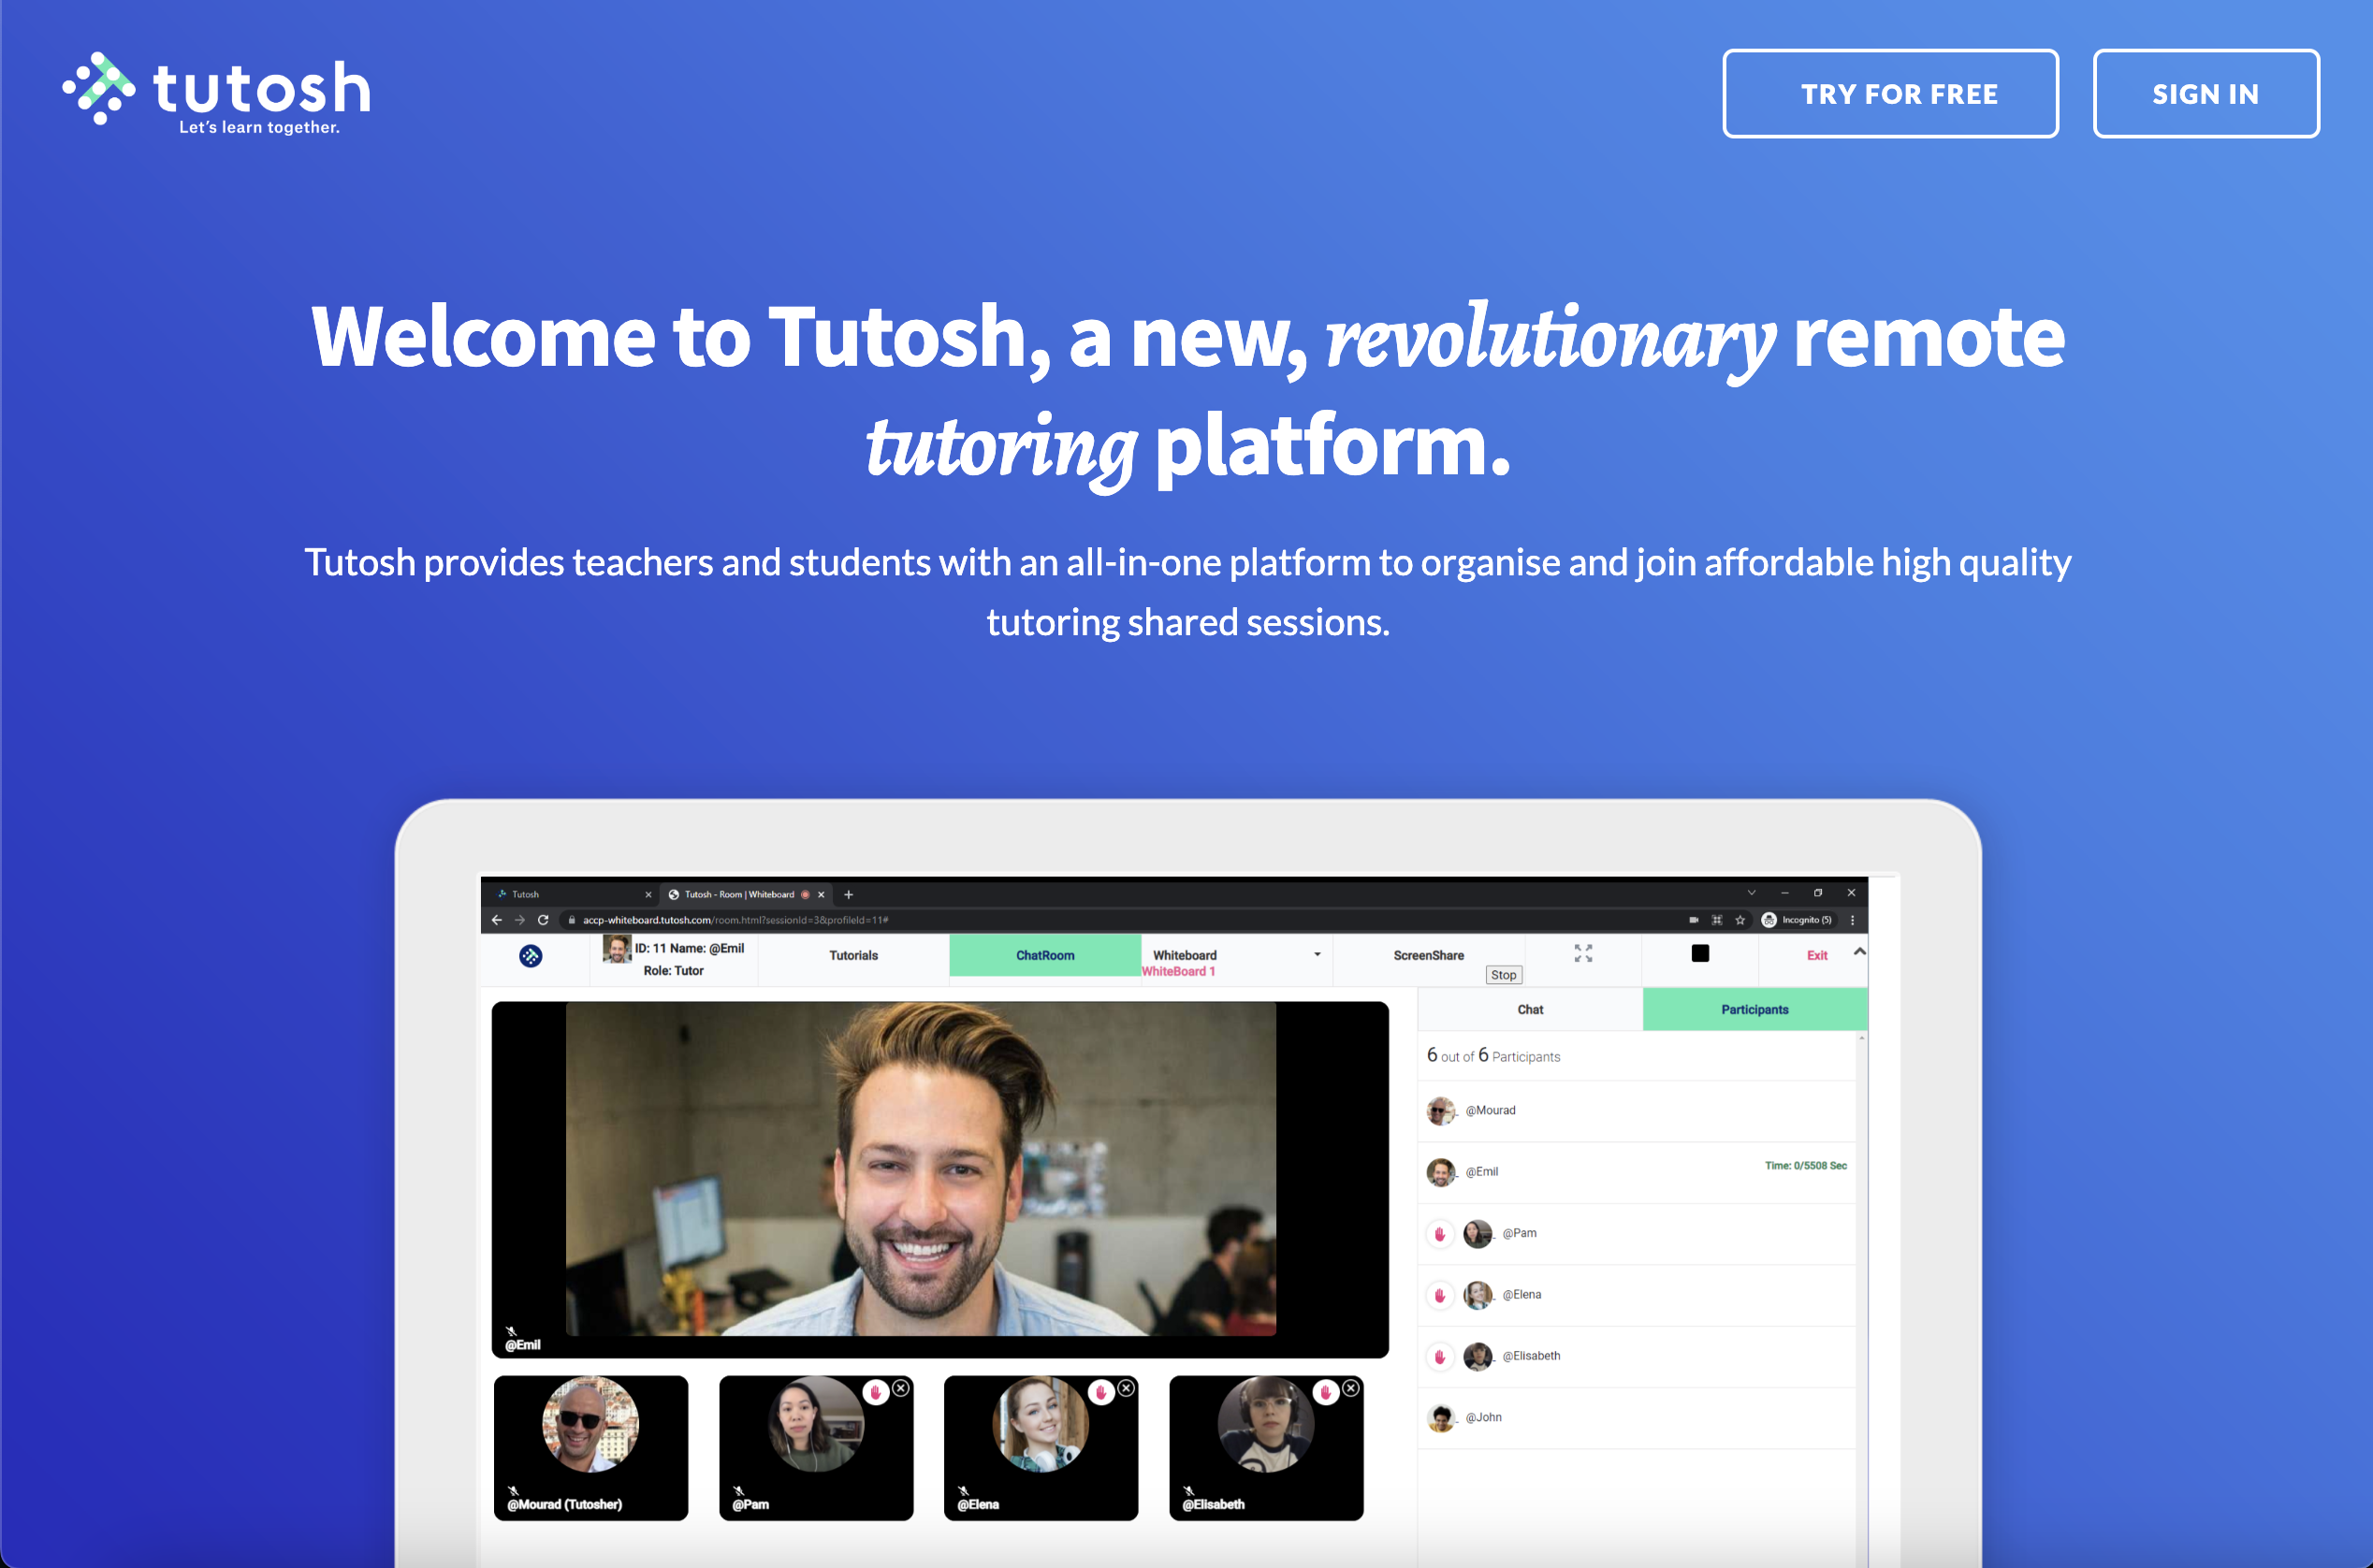 tutosh
Let's learn together.
TRY FOR FREE
SIGN IN
Welcome to Tutosh, a new, revolutionary remote
tutoring platform.
Tutosh provides teachers and students with an all-in-one platform to organise and join affordable high quality
tutoring shared sessions.
Tutosh
Tutosh - Room | Whiteboard
accp-whiteboard.tutosh.com/room.html?sessionId=3&profileId=11#
Incognito (5)
ID: 11 Name: @Emil
Role: Tutor
Tutorials
ChatRoom
Whiteboard
WhiteBoard 1
ScreenShare
Stop
Exit
@Emil
@Mourad (Tutosher)
@Pam
@Elena
@Elisabeth
Chat
Participants
6 out of 6 Participants
@Mourad
@Emil
Time: 0/5508 Sec
@Pam
@Elena
@Elisabeth
@John